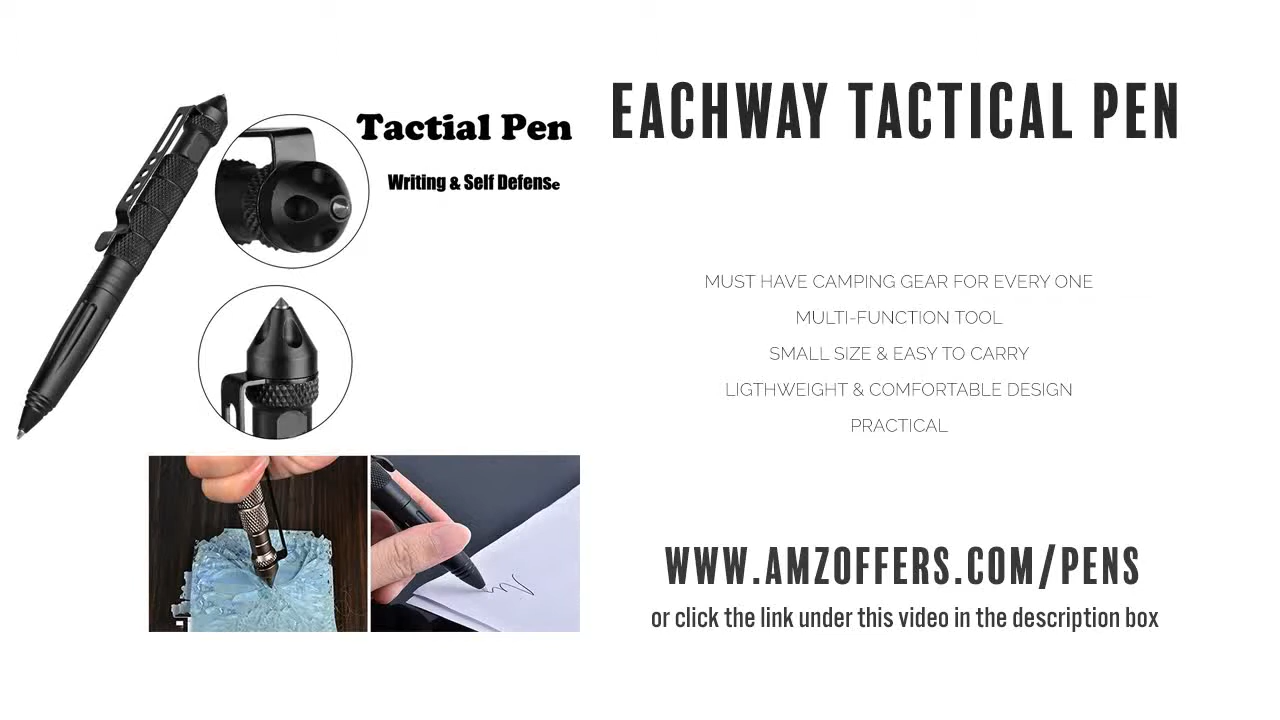 Tactial Pen
Writing & Self Defense
EACHWAY TACTICAL PEN
MUST HAVE CAMPING GEAR FOR EVERY ONE
MULTI-FUNCTION TOOL
SMALL SIZE & EASY TO CARRY
LIGTHWEIGHT & COMFORTABLE DESIGN
PRACTICAL
WWW.AMZOFFERS.COM/PENS
or click the link under this video in the description box